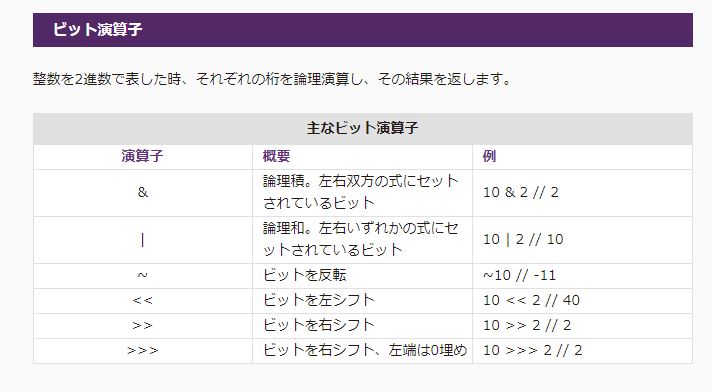 ビット演算子
整数を2進数で表した時、それぞれの桁を論理演算し、その結果を返します。
主なビット演算子
演算子 概要 例
& 論理積。左右双方の式にセット
されているビット 10 & 2 // 2
| 論理和。左右いずれかの式にセ
ットされているビット 10 | 2 // 10
~ ビットを反転 ~10 // -11
<< ビットを左シフト 10 << 2 // 40
>> ビットを右シフト 10 >> 2 // 2
>>> ビットを右シフト、左端は0埋め 10 >>> 2 // 2